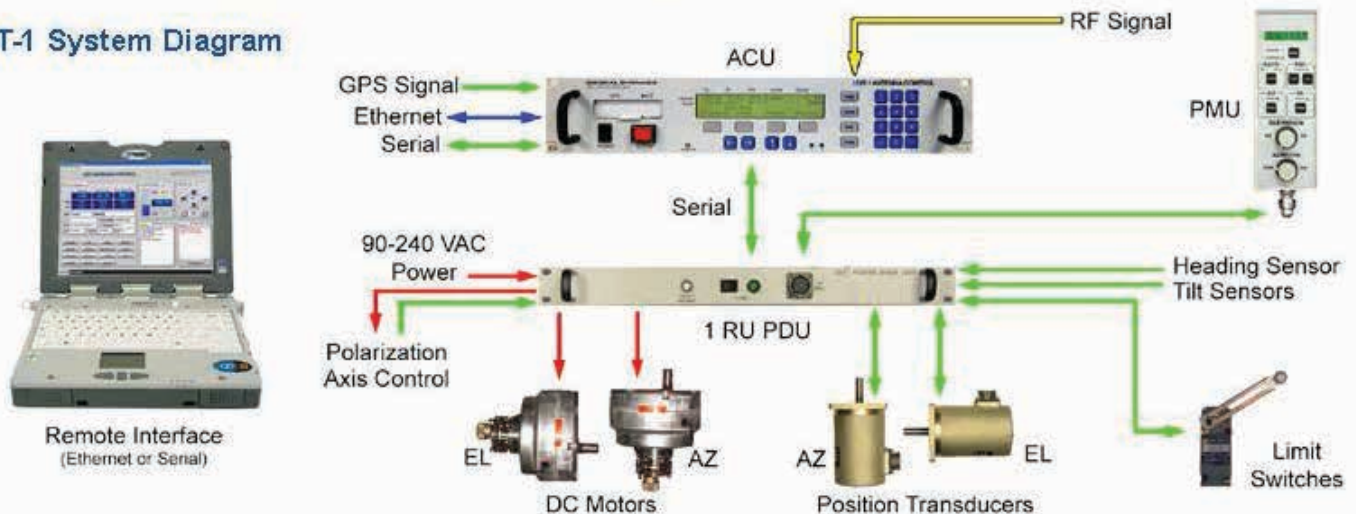 T-1 System Diagram
RF Signal
ACU
GPS Signal
Ethernet
Serial
PMU
Serial
90-240 VAC
Power
Heading Sensor
Tilt Sensors
1 RU PDU
Polarization
Axis Control
Remote Interface
(Ethernet or Serial)
EL
AZ
AZ
EL
DC Motors
Position Transducers
Limit
Switches